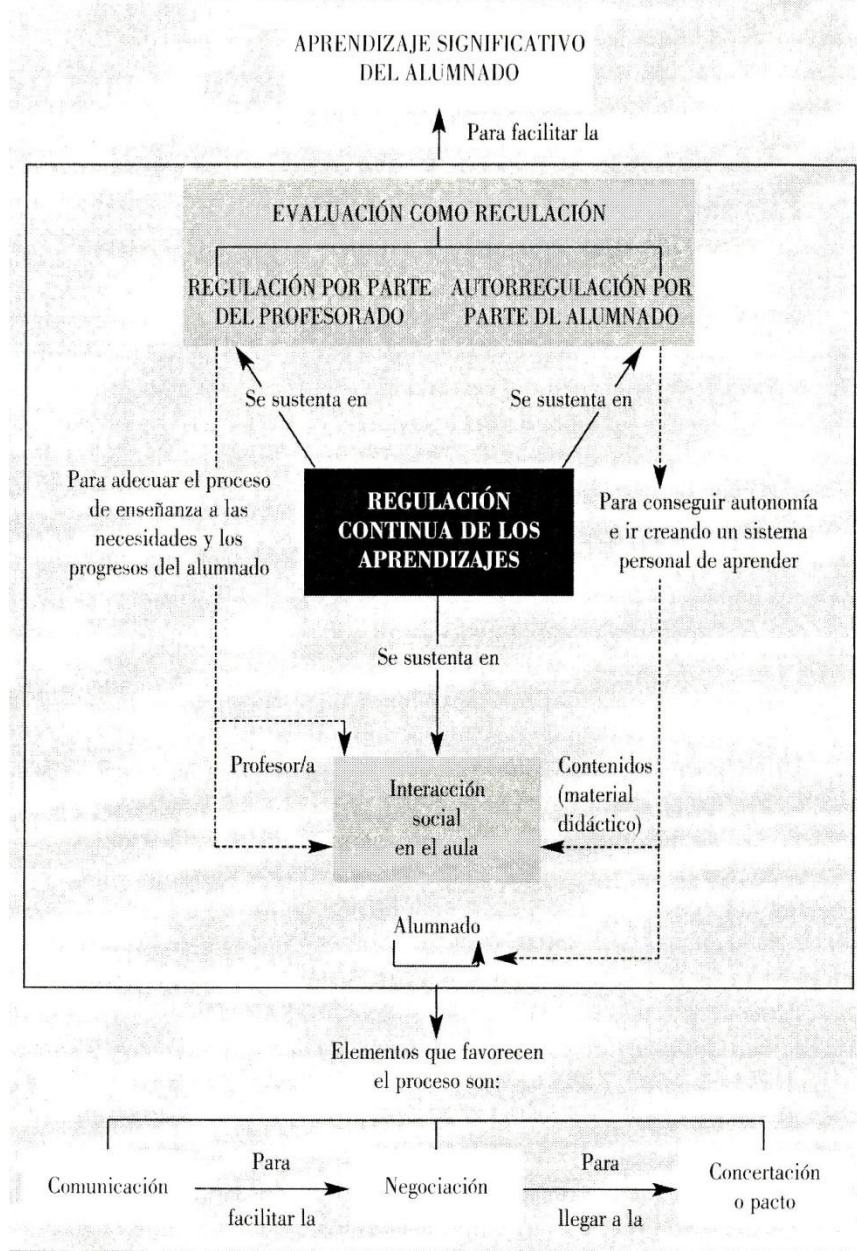 APRENDIZAJE SIGNIFICATIVO
DEL ALUMNADO
Para facilitar la
EVALUACIÓN COMO REGULACIÓN
REGULACIÓN POR PARTE
DEL PROFESORADO
AUTORREGULACIÓN POR
PARTE DL ALUMNADO
Se sustenta en
Se sustenta en
Para adecuar el proceso
de enseñanza a las
necesidades y los
progresos del alumnado
REGULACIÓN
CONTINUA DE LOS
APRENDIZAJES
Para conseguir autonomía
e ir creando un sistema
personal de aprender
Se sustenta en
Profesor/a
Interacción
social
en el aula
Contenidos
(material
didáctico)
Alumnado
Elementos que favorecen
el proceso son:
Comunicación
Para
facilitar la
Negociación
Para
llegar a la
Concertación
o pacto